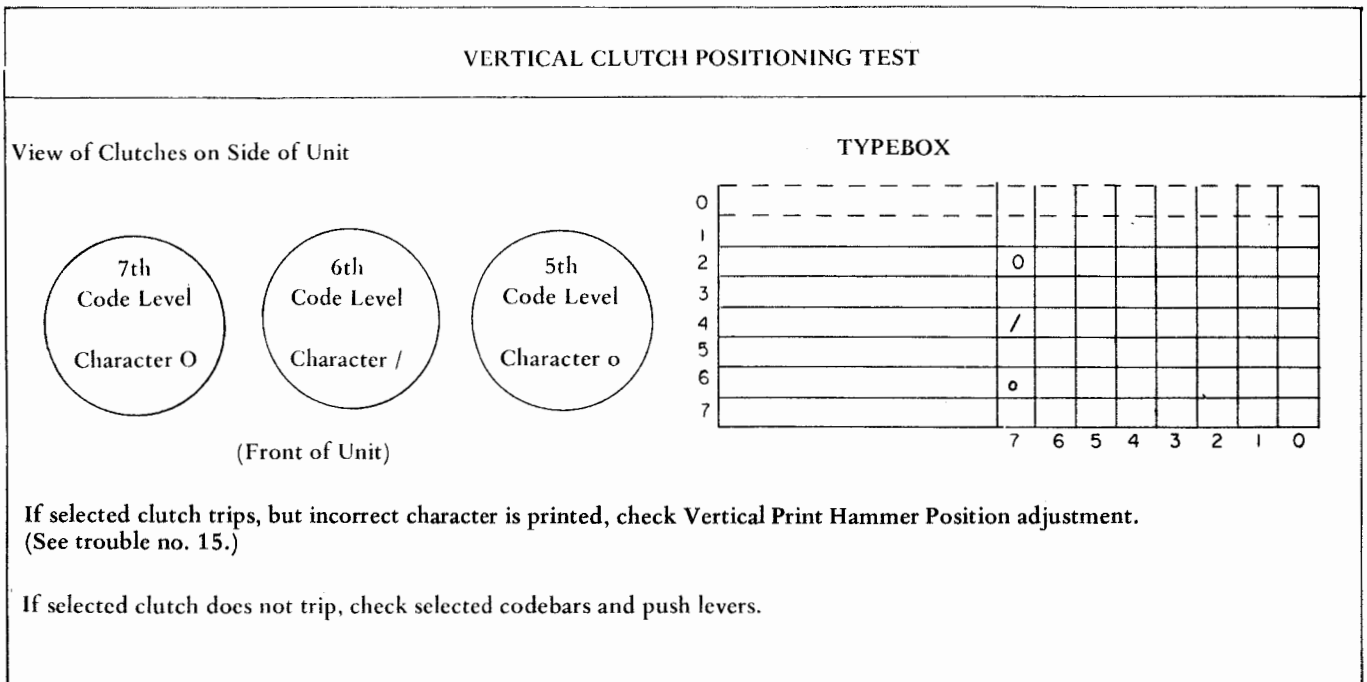 VERTICAL CLUTCH POSITIONING TEST
View of Clutches on Side of Unit
7th
Code Level
Character O
6th
Code Level
Character /
5th
Code Level
Character o
(Front of Unit)
TYPEBOX
0
1
2 O
3
4 /
5
6 o
7
7 6 5 4 3 2 1 0
If selected clutch trips, but incorrect character is printed, check Vertical Print Hammer Position adjustment.
(See trouble no. 15.)
If selected clutch does not trip, check selected codebars and push levers.